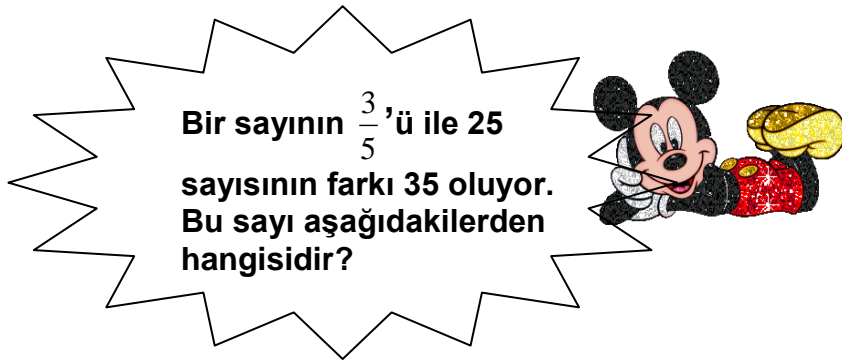 Bir sayının 3/5 ’ü ile 25
sayısının farkı 35 oluyor.
Bu sayı aşağıdakilerden
hangisidir?